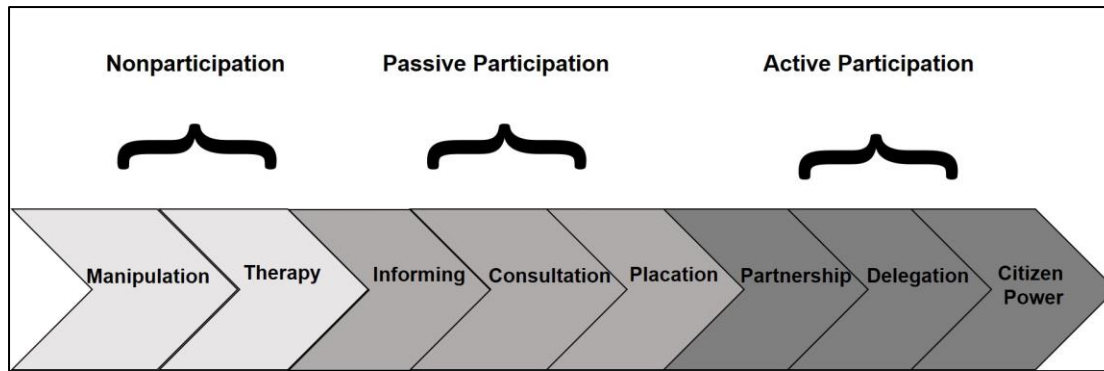 Nonparticipation
Passive Participation
Active Participation
Manipulation
Therapy
Informing
Consultation
Placation
Partnership
Delegation
Citizen
Power